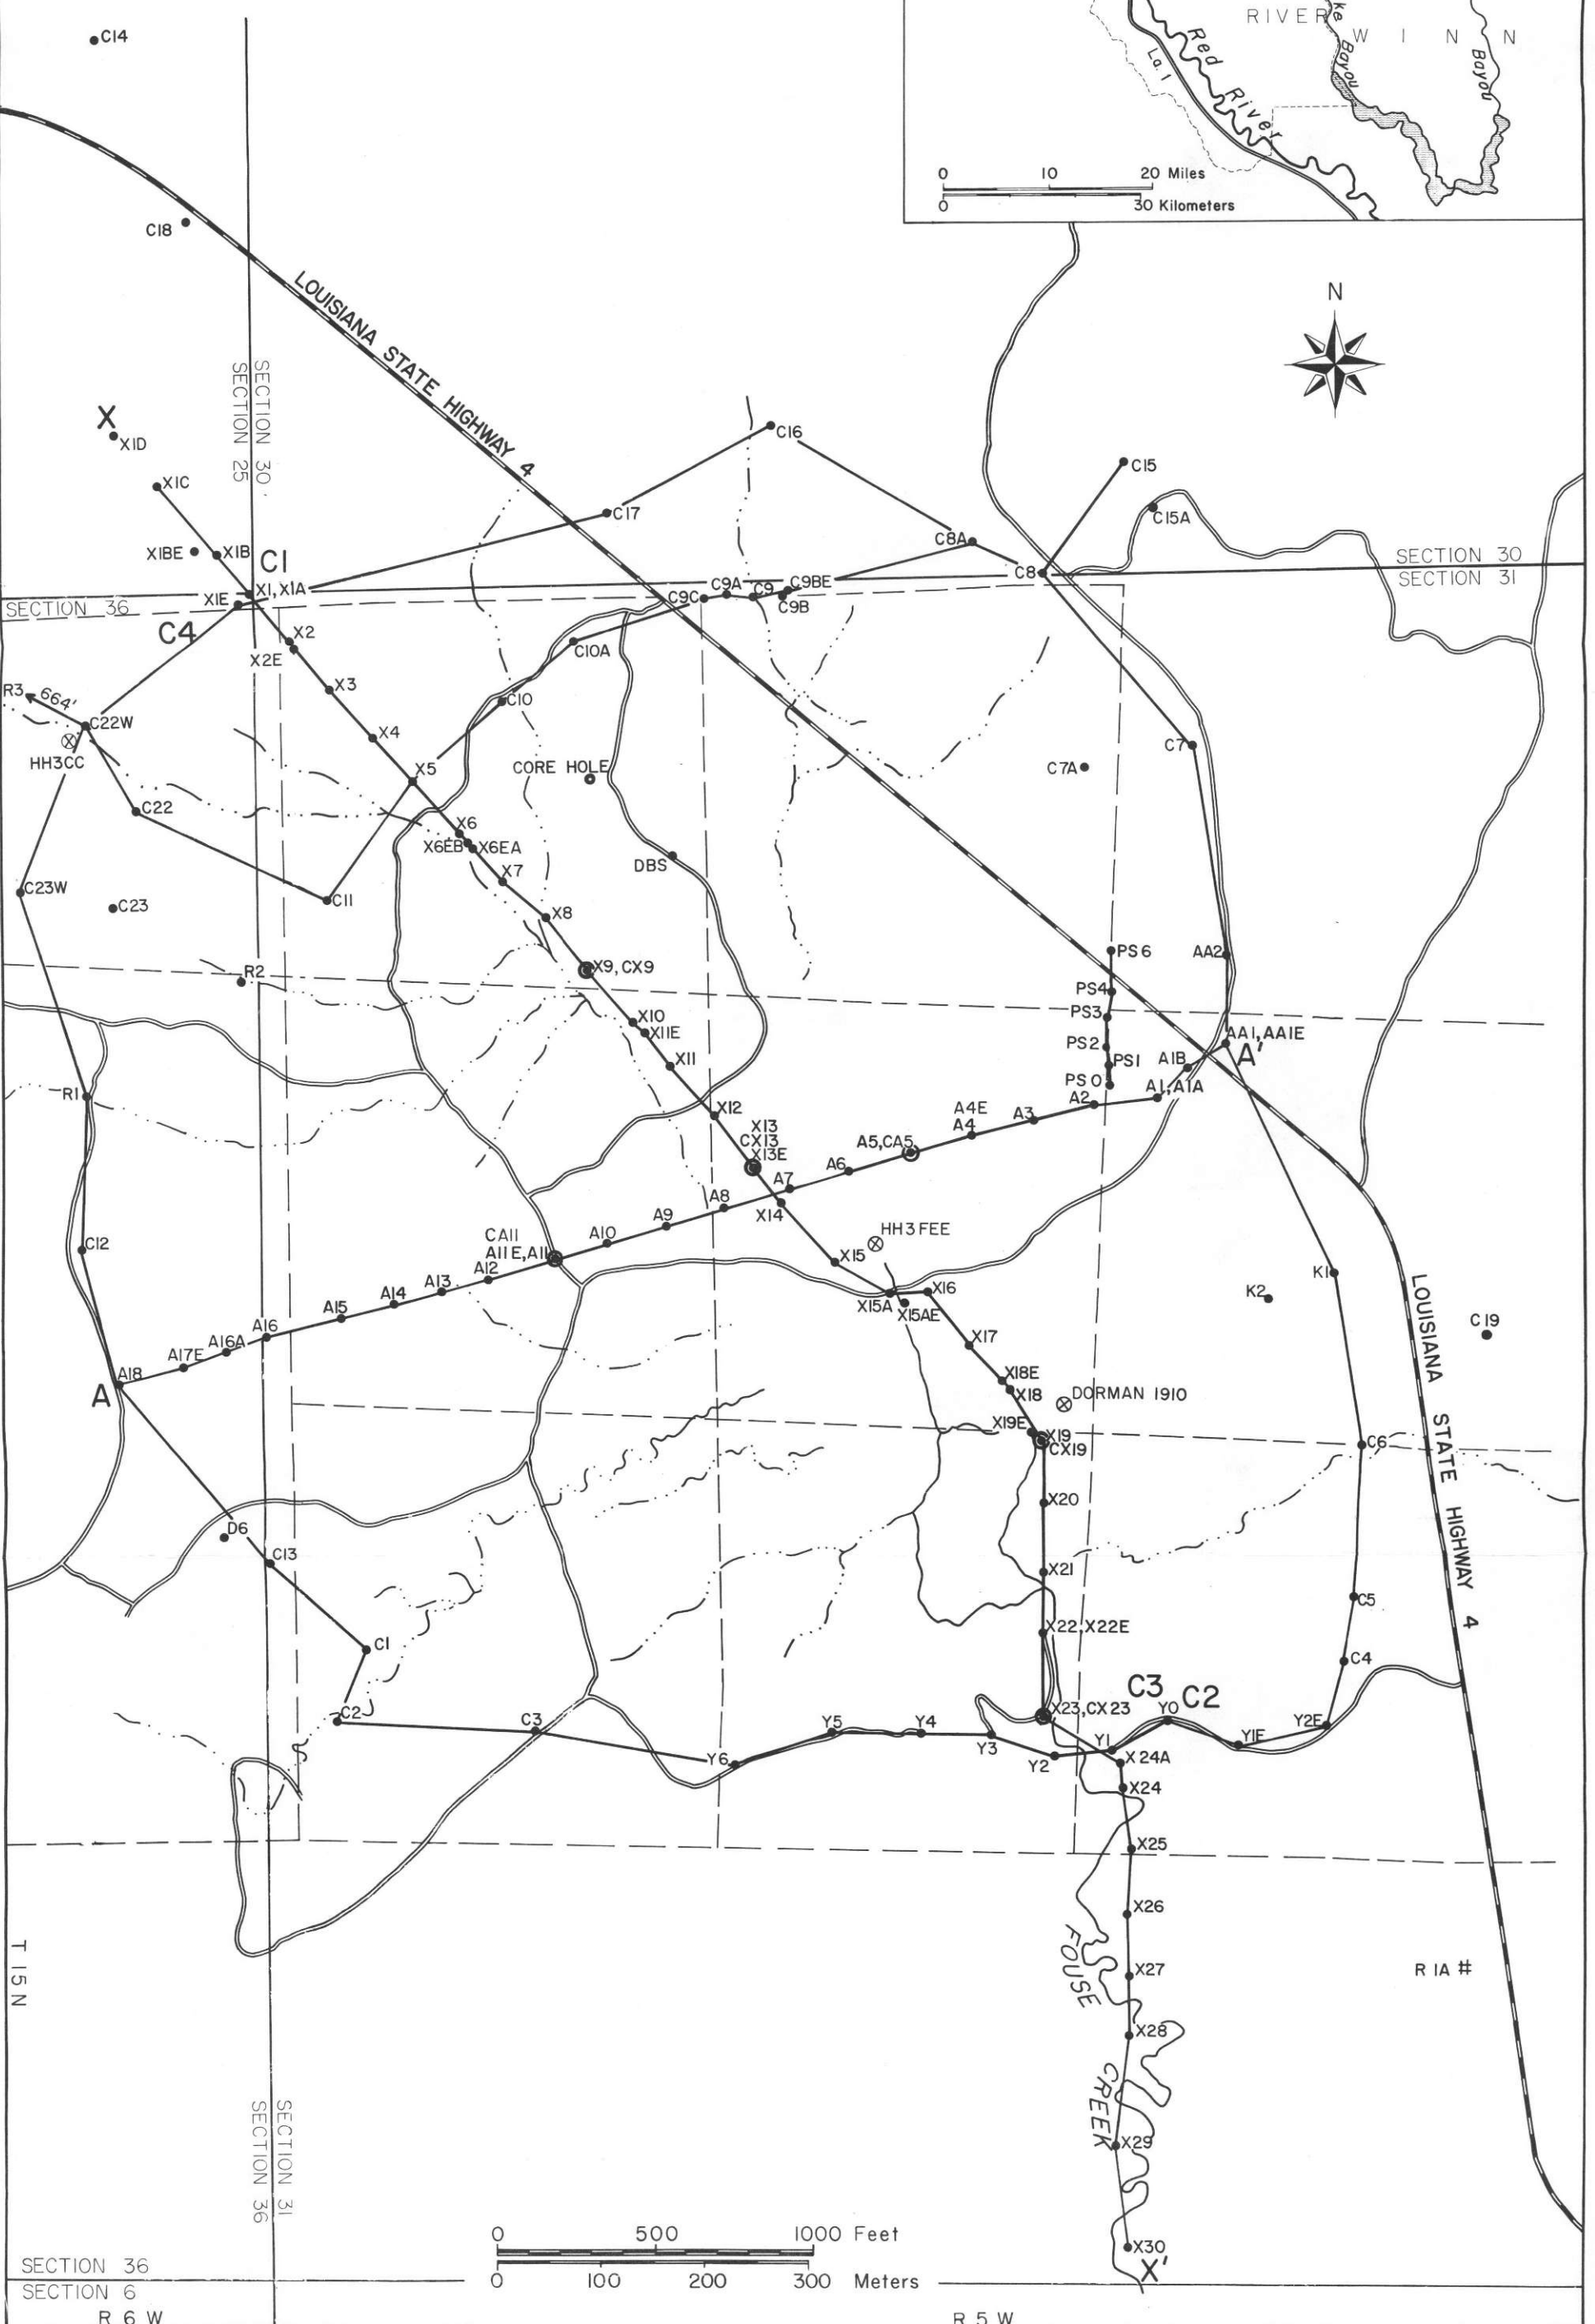 C14
RIVER
ke
Bayou
W I N N
Bayou
Red
River
La. 1
0 10 20 Miles
0 30 Kilometers
C18
LOUISIANA STATE HIGHWAY 4
N
SECTION 30
SECTION 25
X
X1D
X1C
C16
C15
C17
C15A
X1BE
X1B
C1
C8A
SECTION 30
SECTION 31
C8
X1, X1A
C9A
C9BE
C9
C9B
C9C
SECTION 36
X1E
C4
X2
X2E
C10A
R3
664'
X3
C10
C22W
X4
C7
HH3CC
X5
CORE HOLE
C7A
C22
X6
X6EB
X6EA
DBS
X7
C23W
C23
C11
X8
PS6
AA2
R2
X9, CX9
PS4
PS3
X10
X11E
PS2
AA1, AA1E
A'
X11
PS1
A1B
PS0
A1, A1A
R1
A2
X12
A4E
A4
A3
X13
CX13
X13E
A5, CA5
A6
A7
A8
X14
A9
HH3 FEE
C12
CA11
A11E, A11
A10
X15
A12
A13
K1
K2
A14
X15A
X16
X15AE
A15
C19
A16
A16A
X17
A17E
A18
A
X18E
X18
DORMAN 1910
X19E
X19
CX19
C6
LOUISIANA STATE HIGHWAY 4
X20
D6
C13
X21
C5
C1
X22, X22E
C4
C2
C3
C3
C2
X23, CX23
Y0
Y5
Y4
Y3
Y1
Y1E
Y2E
Y6
Y2
X24A
X24
X25
X26
FOUSE
CREEK
T 15 N
X27
R 1A #
X28
SECTION 31
SECTION 36
X29
0 500 1000 Feet
X30
X'
SECTION 36
0 100 200 300 Meters
SECTION 6
R 6 W
R 5 W